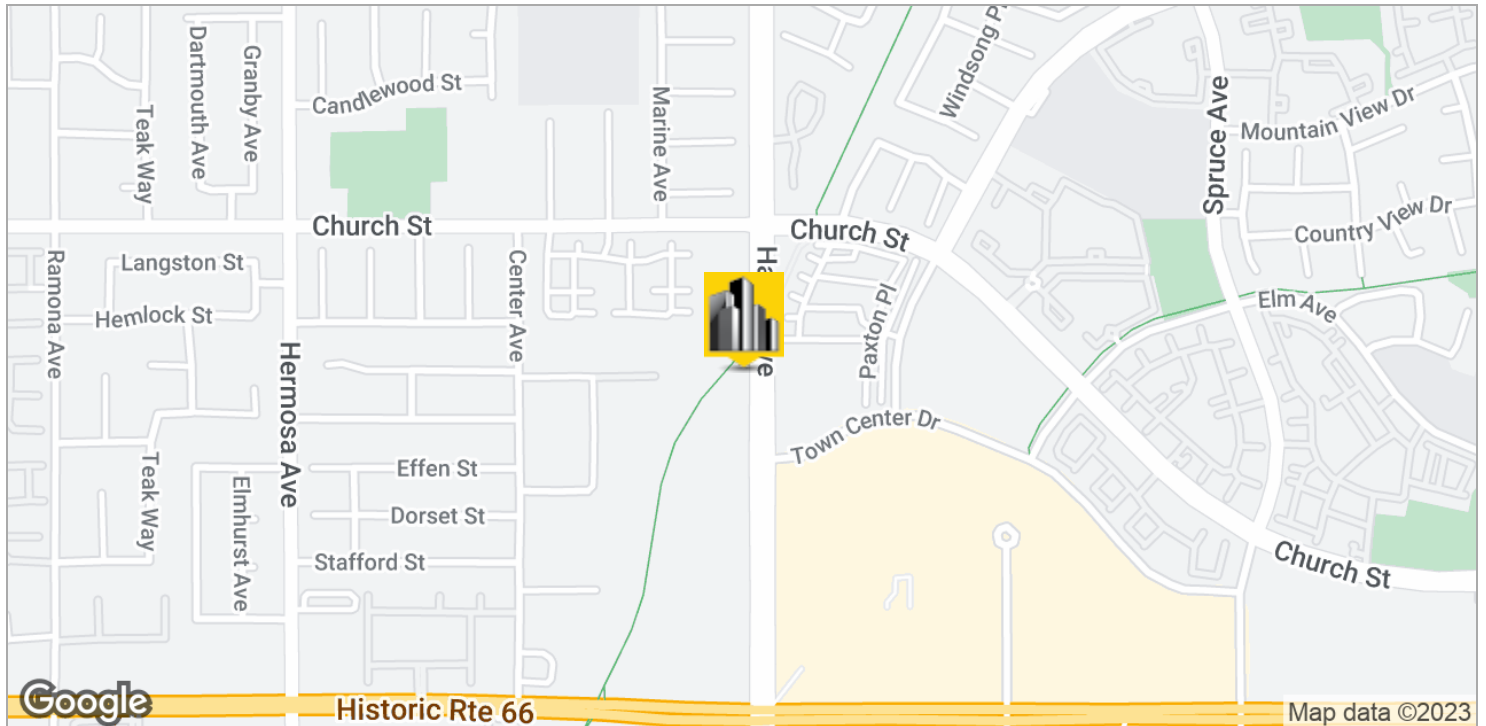 Dartmouth Ave
Granby Ave
Teak Way
Candlewood St
Marine Ave
Windsong
Spruce Ave
Mountain View Dr
Church St
Church St
Country View Dr
Ramona Ave
Langston St
Hemlock St
Center Ave
Ha
ve
Paxton Pl
Elm Ave
Hermosa Ave
Town Center Dr
Teak Way
Elmhurst Ave
Effen St
Dorset St
Stafford St
Church St
Google
Historic Rte 66
Map data ©2023